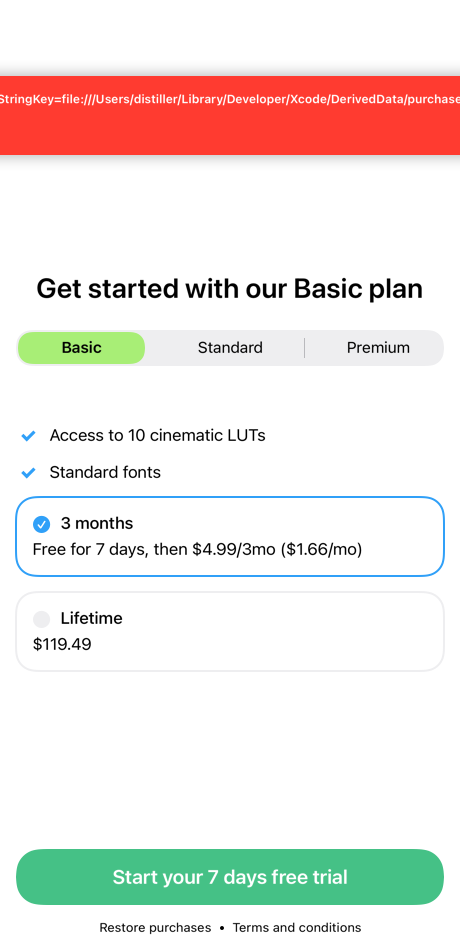 StringKey=file:///Users/distiller/Library/Developer/Xcode/DerivedData/purchase
Get started with our Basic plan
Basic
Standard
Premium
Access to 10 cinematic LUTs
Standard fonts
3 months
Free for 7 days, then $4.99/3mo ($1.66/mo)
Lifetime
$119.49
Start your 7 days free trial
Restore purchases • Terms and conditions